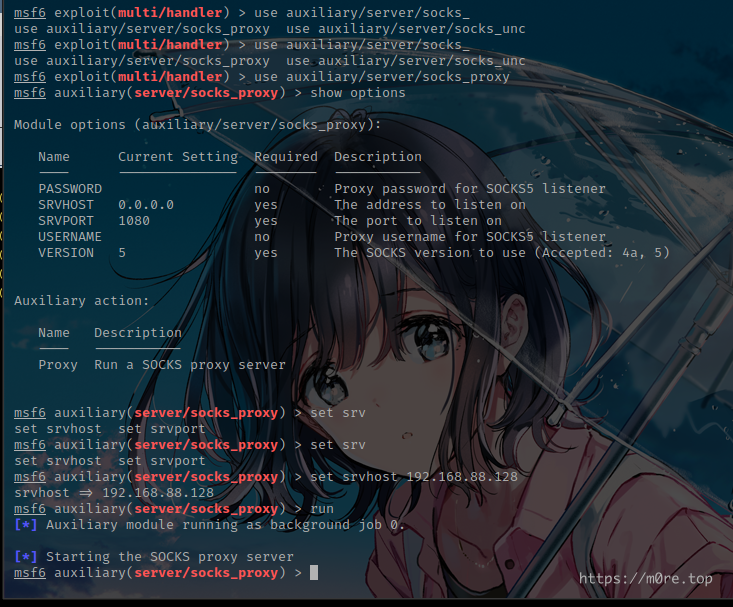 msf6 exploit(multi/handler) > use auxiliary/server/socks_
use auxiliary/server/socks_proxy  use auxiliary/server/socks_unc
msf6 exploit(multi/handler) > use auxiliary/server/socks_
use auxiliary/server/socks_proxy  use auxiliary/server/socks_unc
msf6 exploit(multi/handler) > use auxiliary/server/socks_proxy
msf6 auxiliary(server/socks_proxy) > show options
Module options (auxiliary/server/socks_proxy):
Name      Current Setting  Required  Description
PASSWORD                   no        Proxy password for SOCKS5 listener
SRVHOST   0.0.0.0          yes       The address to listen on
SRVPORT   1080             yes       The port to listen on
USERNAME                   no        Proxy username for SOCKS5 listener
VERSION   5                yes       The SOCKS version to use (Accepted: 4a, 5)
Auxiliary action:
Name   Description
Proxy  Run a SOCKS proxy server
msf6 auxiliary(server/socks_proxy) > set srv
set srvhost  set srvport
msf6 auxiliary(server/socks_proxy) > set srv
set srvhost  set srvport
msf6 auxiliary(server/socks_proxy) > set srvhost 192.168.88.128
srvhost => 192.168.88.128
msf6 auxiliary(server/socks_proxy) > run
[*] Auxiliary module running as background job 0.
[*] Starting the SOCKS proxy server
msf6 auxiliary(server/socks_proxy) >
https://m0re.top